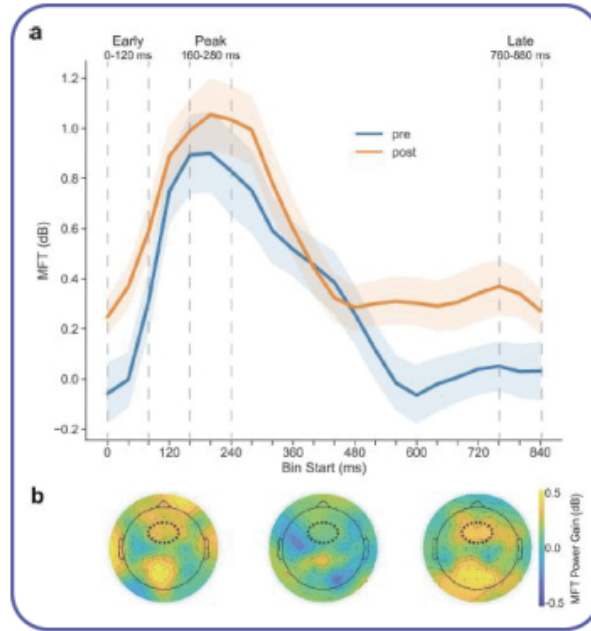 a
Early
0-120 ms
Peak
160-280 ms
Late
760-880 ms
1.2
1.0
0.8
0.6
0.4
0.2
0.0
−0.2
MFT (dB)
pre
post
0
120
240
360
480
600
720
840
Bin Start (ms)
b
0.5
0.0
-0.5
MFT Power Gain (dB)